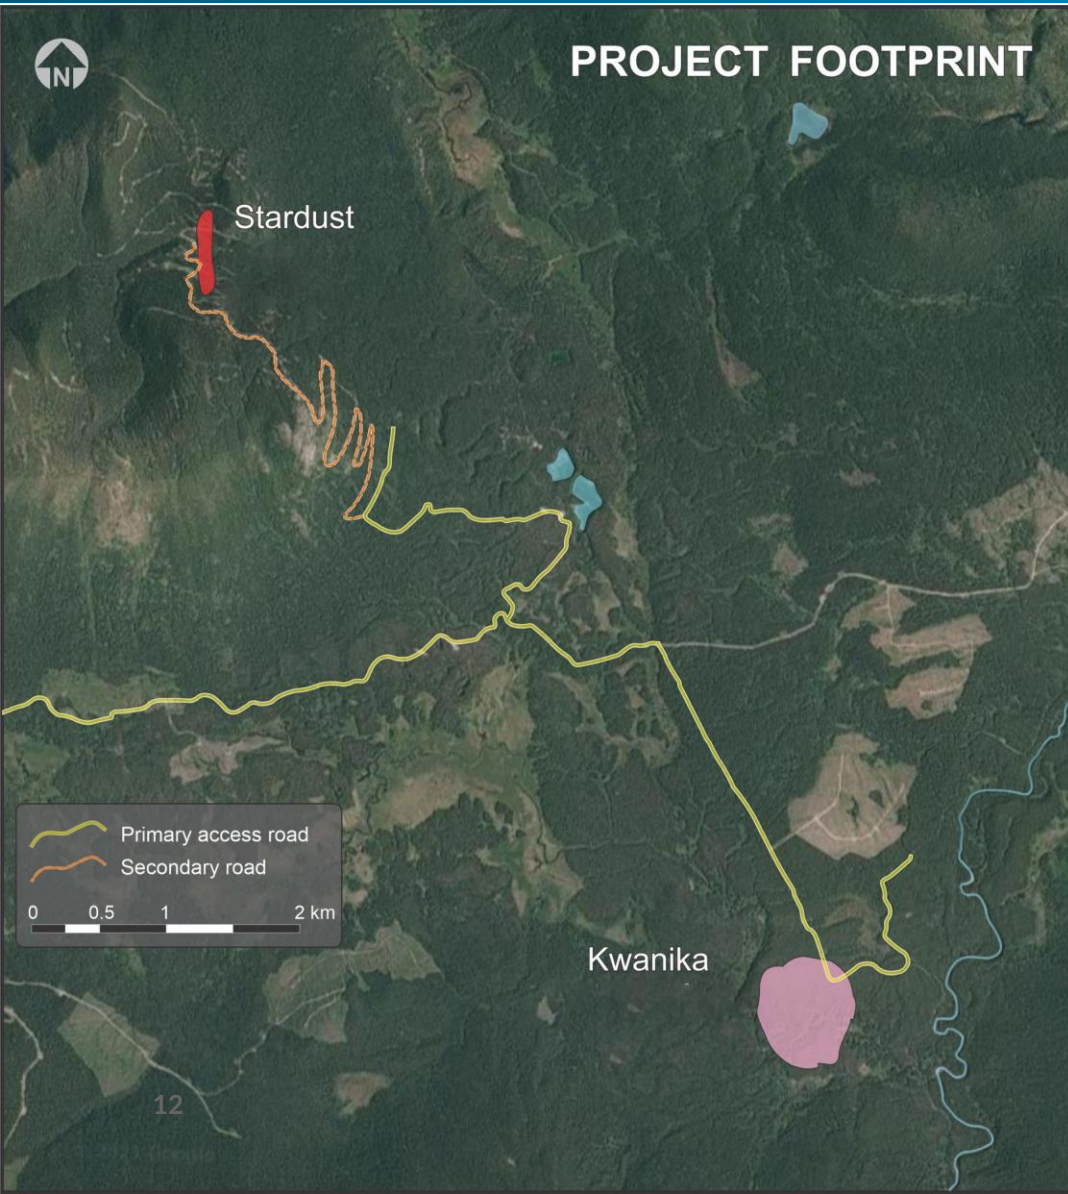 N
PROJECT FOOTPRINT
Stardust
Primary access road
Secondary road
0 0.5 1 2 km
Kwanika
12